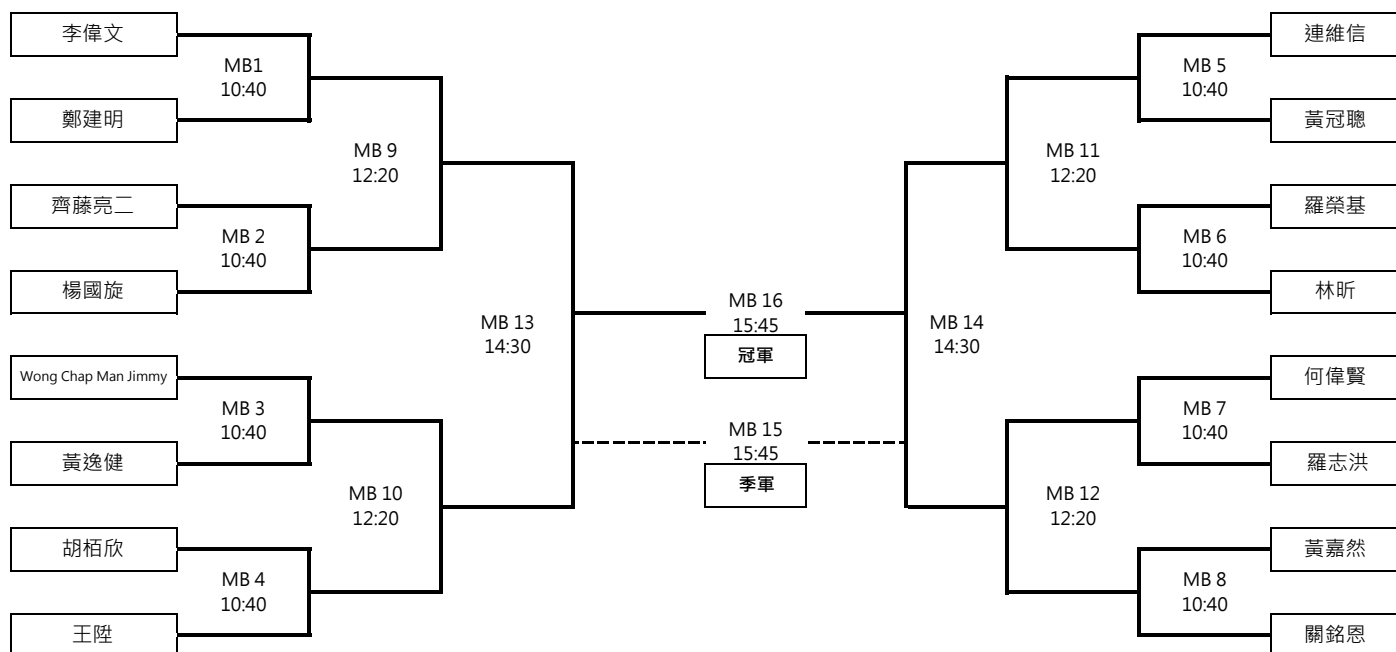 李偉文
MB1
10:40
鄭建明
MB 9
12:20
齊藤亮二
MB 2
10:40
楊國旋
MB 13
14:30
Wong Chap Man Jimmy
MB 3
10:40
黃逸健
MB 10
12:20
胡栢欣
MB 4
10:40
王陞
MB 16
15:45
冠軍
MB 15
15:45
季軍
連維信
MB 5
10:40
黃冠聰
MB 11
12:20
羅榮基
MB 6
10:40
林昕
MB 14
14:30
何偉賢
MB 7
10:40
羅志洪
MB 12
12:20
黃嘉然
MB 8
10:40
關銘恩